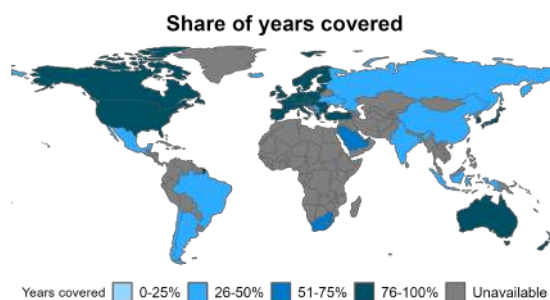 Share of years covered
Years covered 0-25% 26-50% 51-75% 76-100% Unavailable